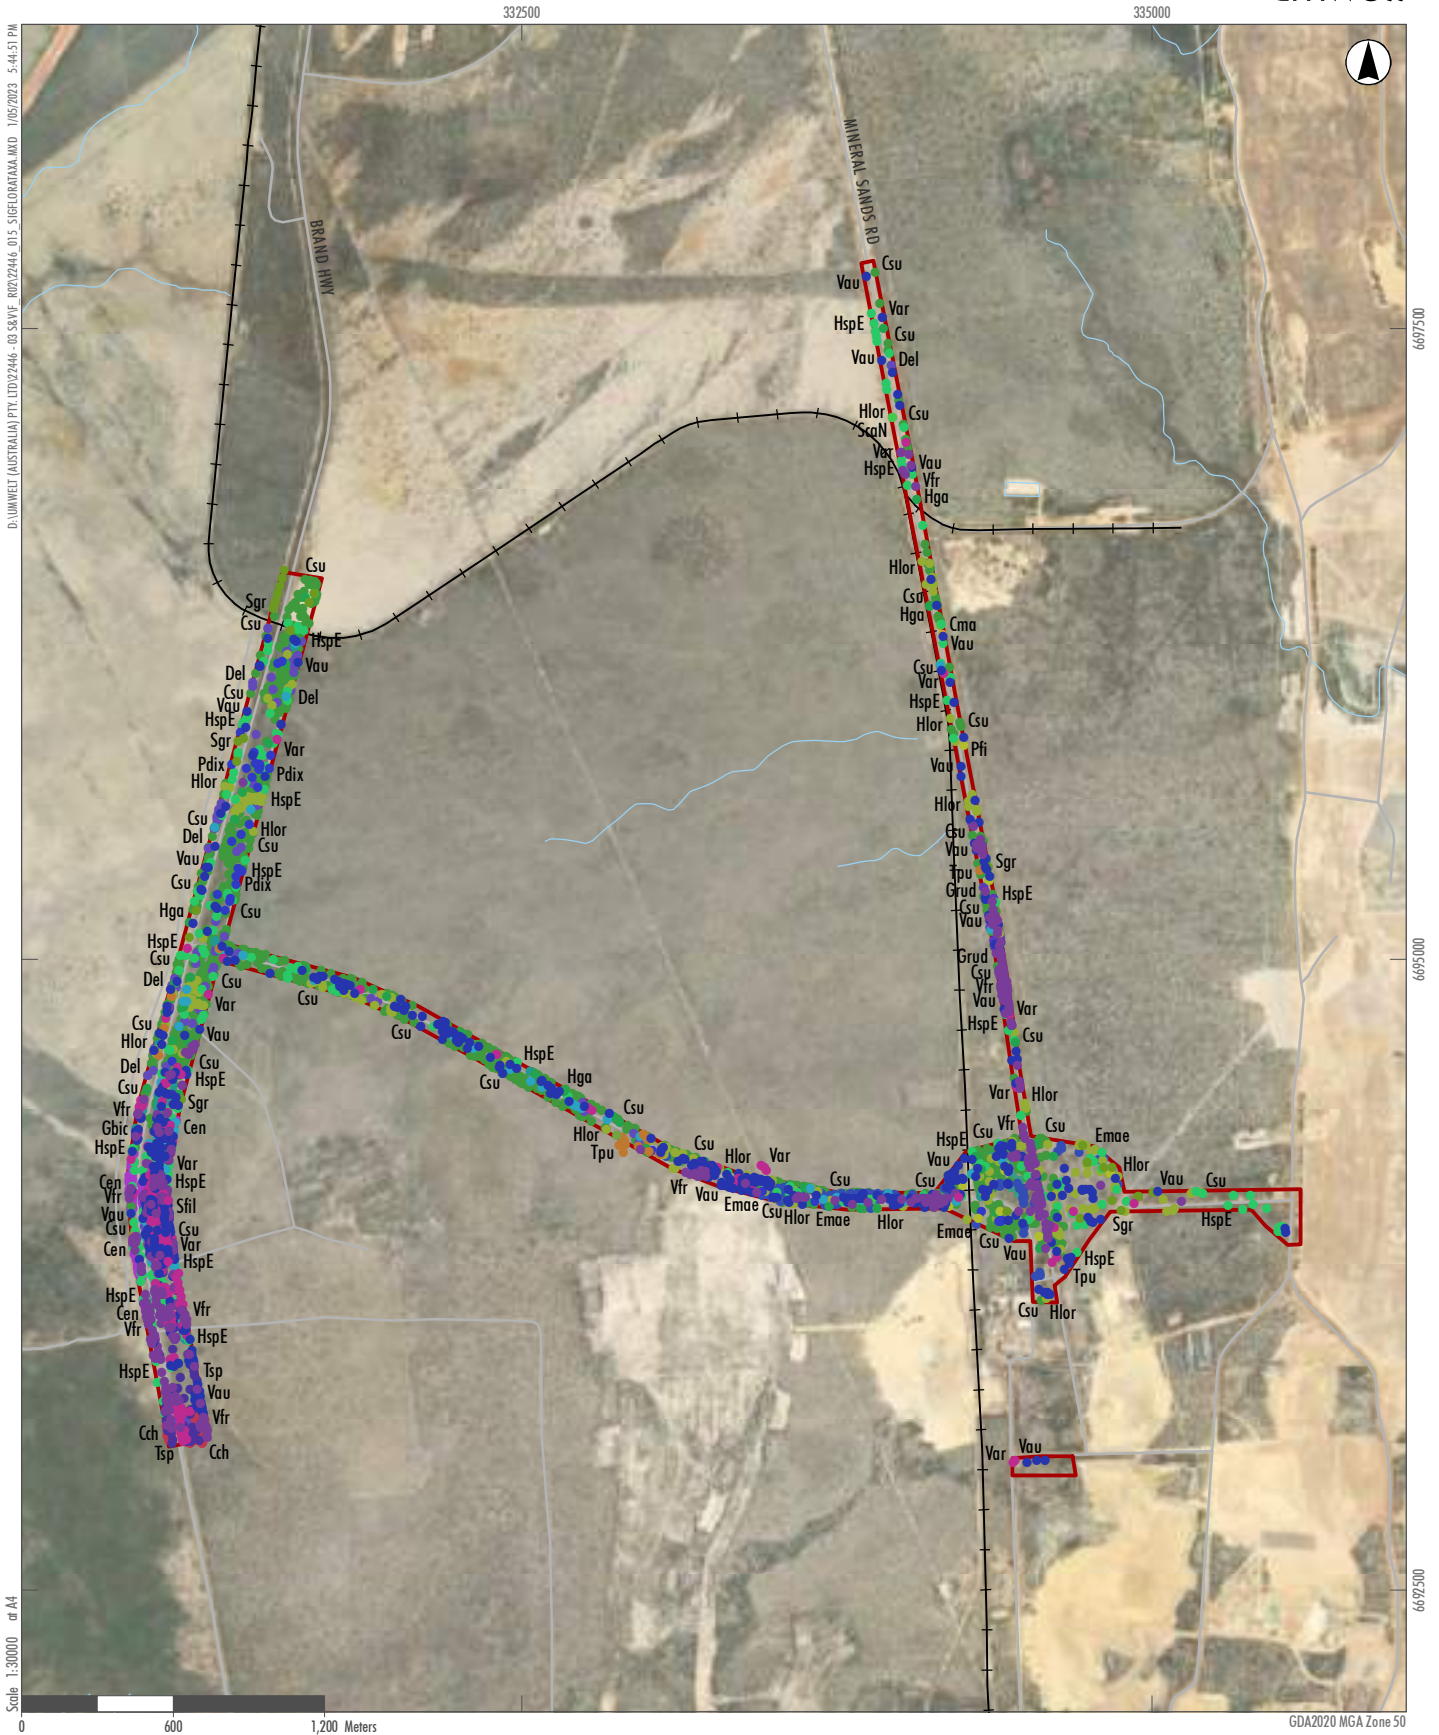 332500
335000
D:\UMWELT (AUSTRALIA) PTY. LTD\22446 - 03 S&V\F_R02\22446_015_SIGFLORATAXA.MXD 1/05/2023 5:44:51 PM
MINERAL SANDS RD
BRAND HWY
6697500
6695000
6692500
Csu
Vau
Var
HspE
Csu
Vau
Del
Hlor
Csu
ScaN
Var
Vau
HspE
Vfr
Hga
Hlor
Csu
Hga
Cma
Vau
Csu
Var
HspE
Hlor
Csu
Pfi
Vau
Hlor
Csu
Vau
Sgr
Tpu
Grud
HspE
Csu
Vau
Grud
Csu
Vfr
Vau
Var
HspE
Csu
Var
Hlor
Vfr
Csu
Sgr
Csu
HspE
Vau
Del
Csu
Vau
Del
HspE
Sgr
Var
Pdix
Pdix
Hlor
HspE
Csu
Hlor
Del
Csu
Vau
HspE
Csu
Pdix
Hga
Csu
HspE
Csu
Del
Csu
Var
Csu
Hlor
Vau
Del
Csu
Csu
HspE
Vfr
Sgr
Gbic
Cen
HspE
Var
Cen
HspE
Vfr
Sfil
Vau
Csu
Csu
Cen
Var
HspE
HspE
Cen
Vfr
Vfr
HspE
HspE
Tsp
Vau
Vfr
Cch
Tsp
Cch
Csu
Csu
HspE
Csu
Hga
Csu
Hlor
Tpu
Csu
Hlor
Var
Vfr
Vau
Emae
Csu
Csu
Hlor
Emae
Hlor
Csu
Vau
HspE
Csu
Csu
Emae
Hlor
Vau
Csu
HspE
Sgr
Emae
Csu
Vau
HspE
Tpu
Csu
Hlor
Var
Vau
Scale 1:30000 at A4
0
600
1,200 Meters
GDA2020 MGA Zone 50